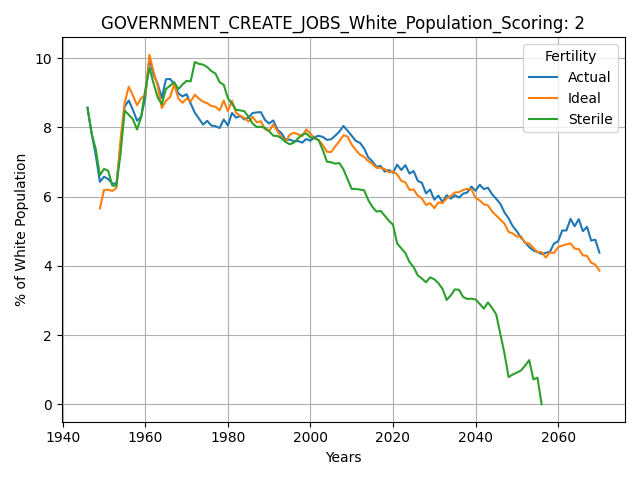 GOVERNMENT_CREATE_JOBS_White_Population_Scoring: 2
% of White Population
10
8
6
4
2
0
Fertility
Actual
Ideal
Sterile
1940 1960 1980 2000 2020 2040 2060
Years